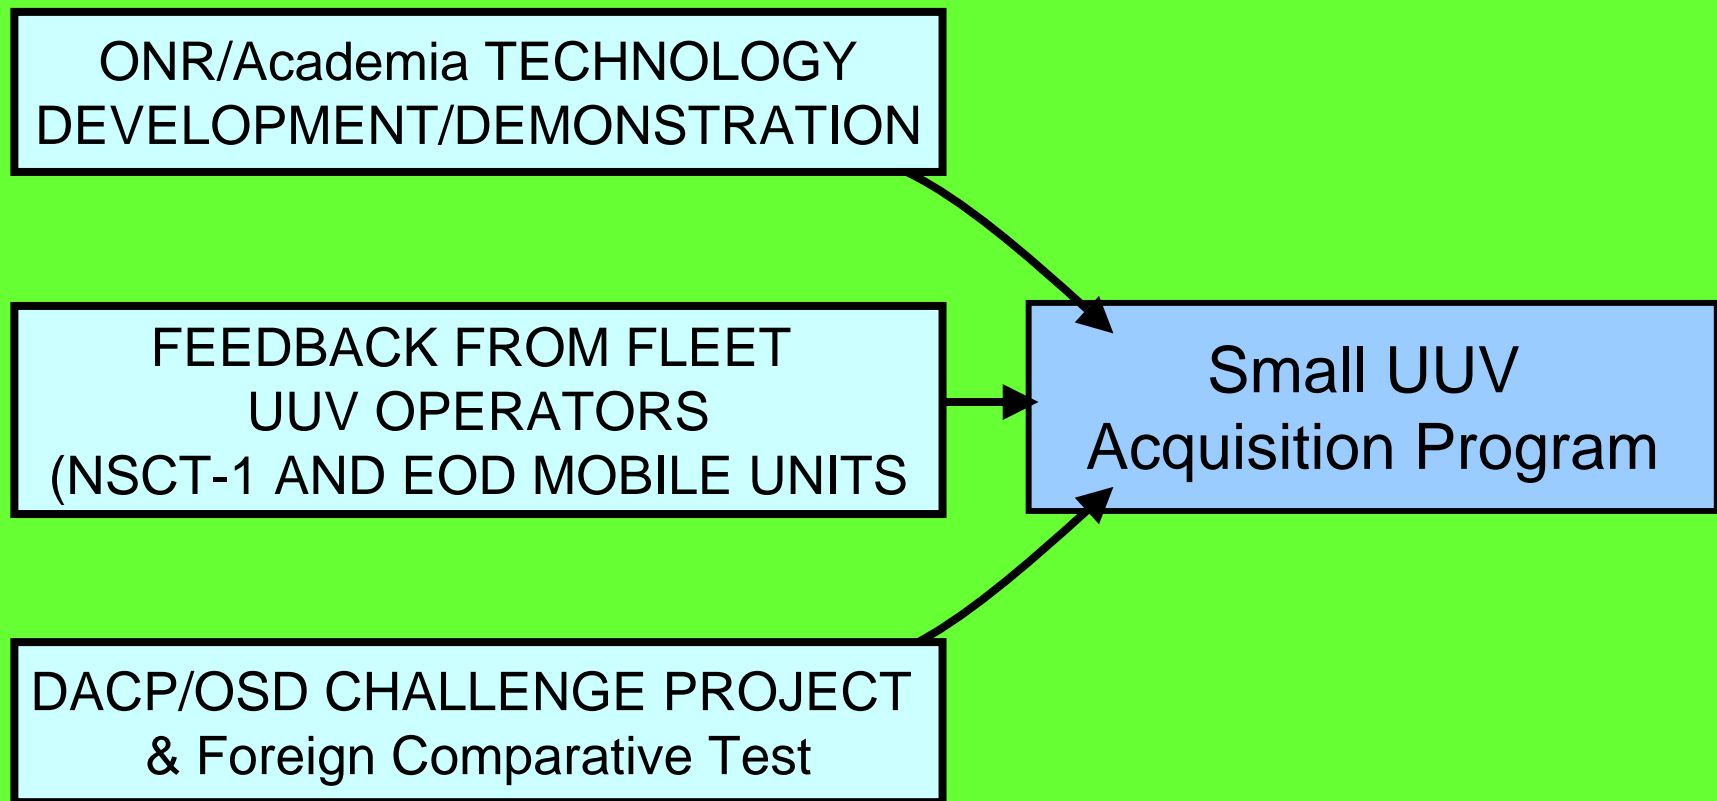 ONR/Academia TECHNOLOGY
DEVELOPMENT/DEMONSTRATION
FEEDBACK FROM FLEET
UUV OPERATORS
(NSCT-1 AND EOD MOBILE UNITS
Small UUV
Acquisition Program
DACP/OSD CHALLENGE PROJECT
& Foreign Comparative Test